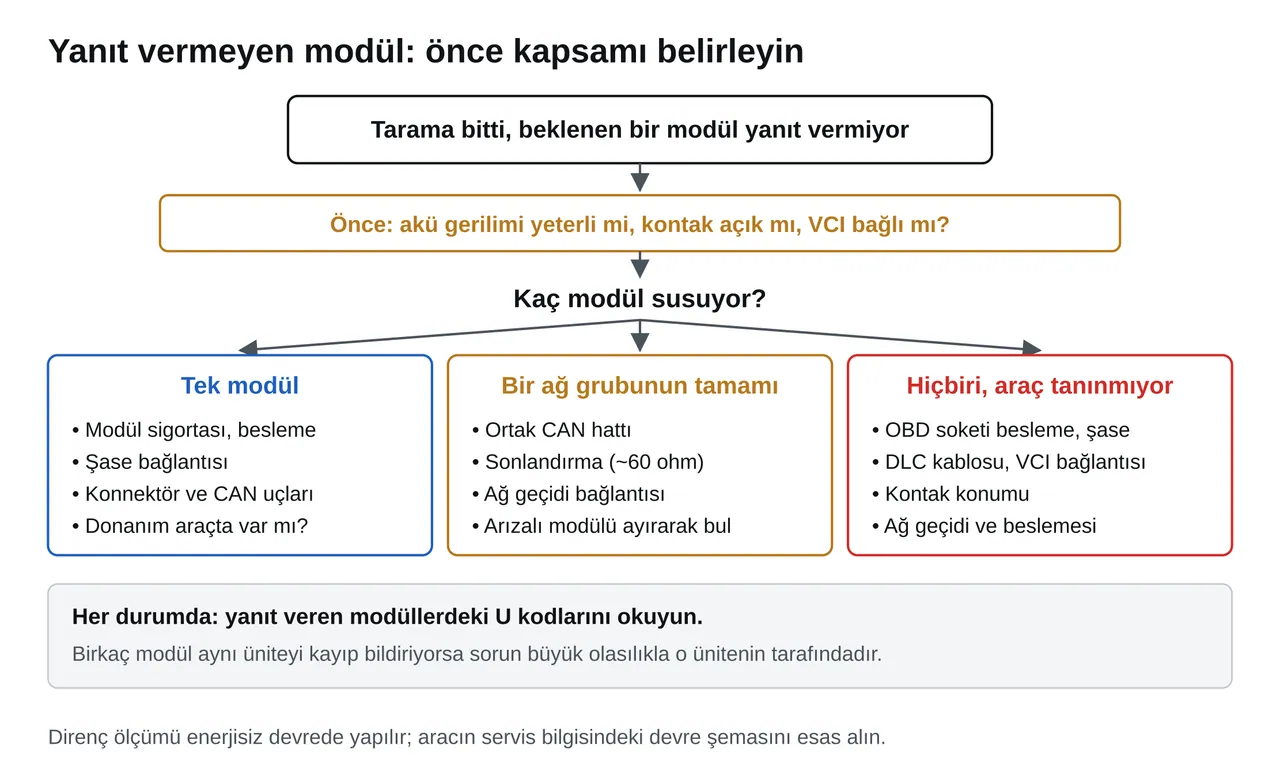 Yanıt vermeyen modül: önce kapsamı belirleyin
Tarama bitti, beklenen bir modül yanıt vermiyor
Önce: akü gerilimi yeterli mi, kontak açık mı, VCI bağlı mı?
Kaç modül susuyor?
Tek modül
• Modül sigortası, besleme
• Şase bağlantısı
• Konnektör ve CAN uçları
• Donanım araçta var mı?
Bir ağ grubunun tamamı
• Ortak CAN hattı
• Sonlandırma (~60 ohm)
• Ağ geçidi bağlantısı
• Arızalı modülü ayırarak bul
Hiçbiri, araç tanınmıyor
• OBD soketi besleme, şase
• DLC kablosu, VCI bağlantısı
• Kontak konumu
• Ağ geçidi ve beslemesi
Her durumda: yanıt veren modüllerdeki U kodlarını okuyun.
Birkaç modül aynı üniteyi kayıp bildiriyorsa sorun büyük olasılıkla o ünitenin tarafındadır.
Direnç ölçümü enerjisiz devrede yapılır; aracın servis bilgisindeki devre şemasını esas alın.